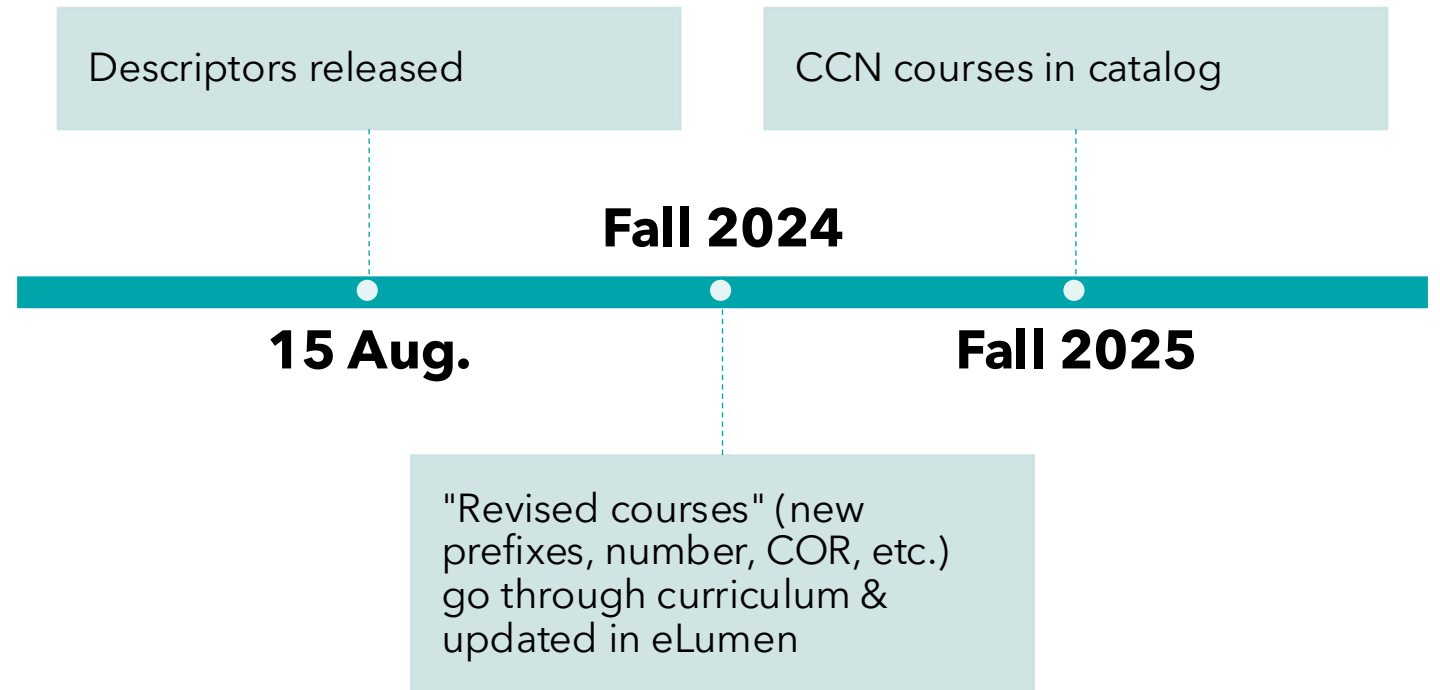 Descriptors released
CCN courses in catalog
Fall 2024
15 Aug.
Fall 2025
"Revised courses" (new
prefixes, number, COR, etc.)
go through curriculum &
updated in eLumen